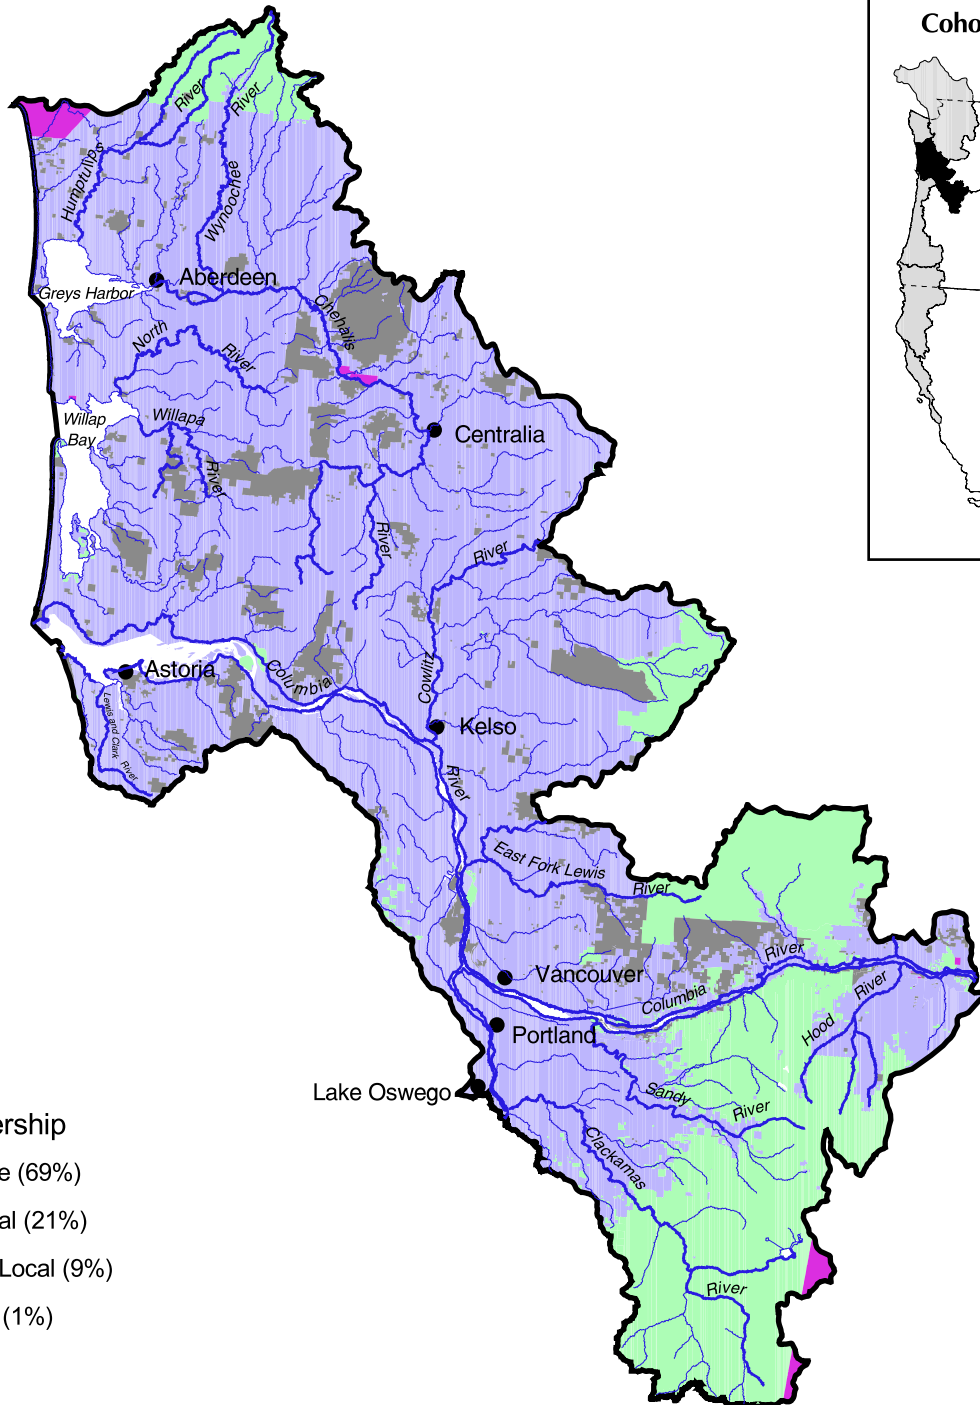 Coho
River
River
Humptulips
Wynoochee
Aberdeen
Greys Harbor
Chehalis
North
River
Willapa
Willap
Bay
River
Centralia
River
River
Cowlitz
Astoria
Columbia
Lewis and Clark
River
Kelso
River
East Fork Lewis
River
Vancouver
River
Columbia
River
Hood
Portland
Sandy
River
Lake Oswego
Clackamas
River
ership
e (69%)
al (21%)
Local (9%)
(1%)